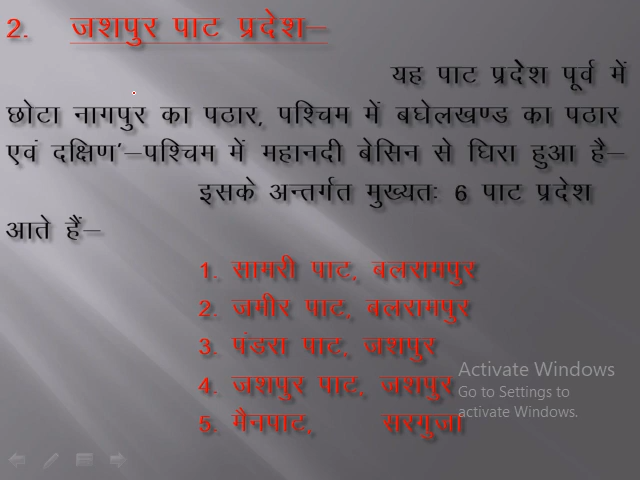 2. जशपुर पाट प्रदेश–
यह पाट प्रदेश पूर्व में
छोटा नागपुर का पठार, पश्चिम में बघेलखण्ड का पठार
एवं दक्षिण'–पश्चिम में महानदी बेसिन से घिरा हुआ है–
इसके अन्तर्गत मुख्यतः 6 पाट प्रदेश
आते हैं–
1. सामरी पाट, बलरामपुर
2. जमीर पाट, बलरामपुर
3. पंडरा पाट, जशपुर
4. जशपुर पाट, जशपुर
5. मैनपाट, सरगुजा
Activate Windows
Go to Settings to
activate Windows.